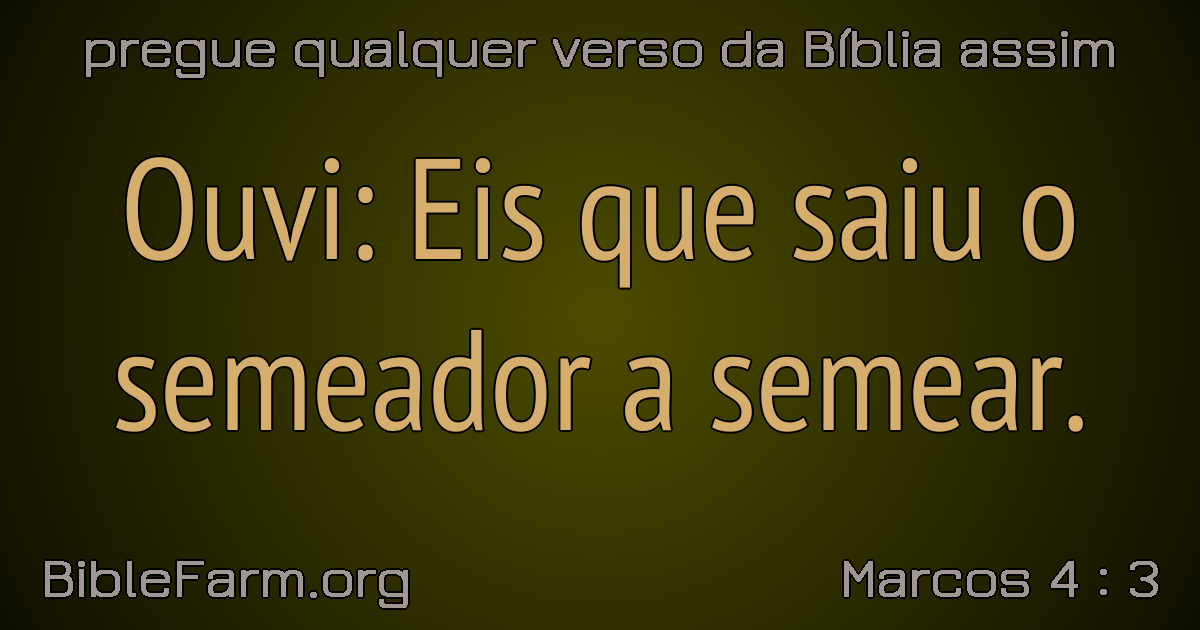 pregue qualquer verso da Bíblia assim
Ouvi: Eis que saiu o
semeador a semear.
BibleFarm.org
Marcos 4 : 3